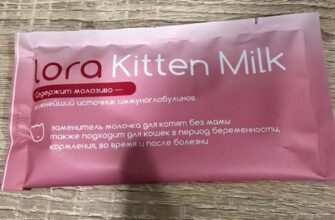 lora Kitten Milk
Содержит молозиво —
важнейший источник иммуноглобулинов
заменитель молочка для котят без мамы
также подходит для кошек в период беременности,
кормления, во время и после болезни